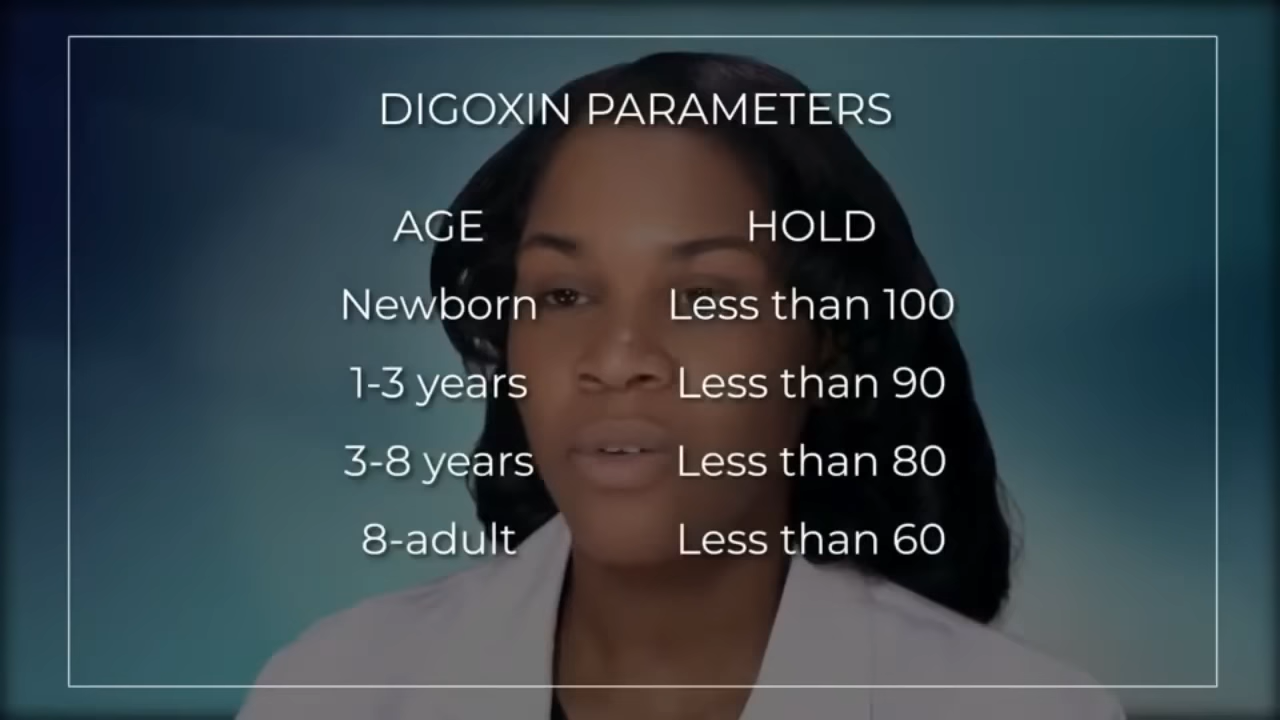 DIGOXIN PARAMETERS
AGE HOLD
Newborn Less than 100
1-3 years Less than 90
3-8 years Less than 80
8-adult Less than 60